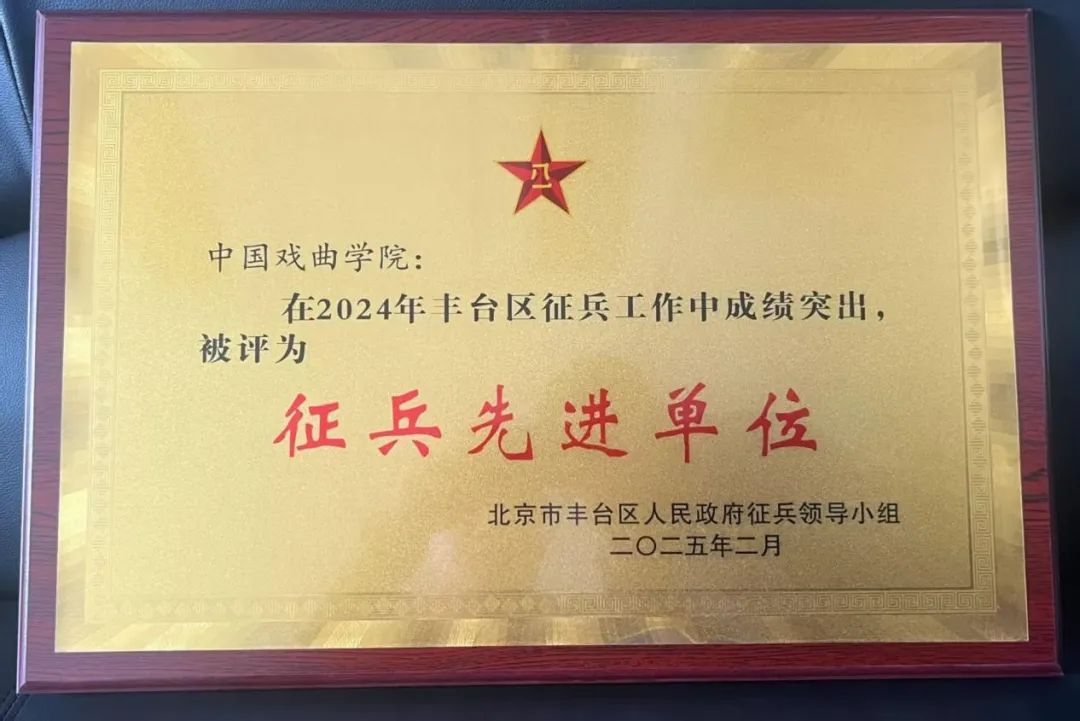 八一
中国戏曲学院：
在2024年丰台区征兵工作中成绩突出，
被评为
征兵先进单位
北京市丰台区人民政府征兵领导小组
二〇二五年二月